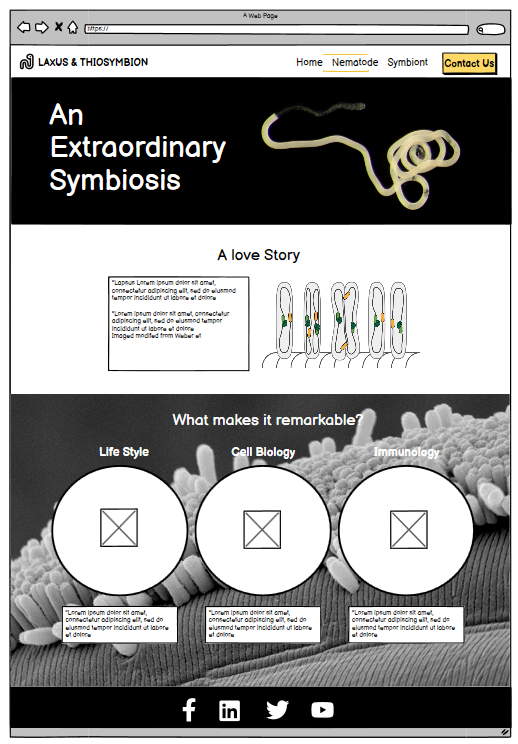 A Web Page
https://
LAXUS & THIOSYMBION
Home Nematode Symbiont Contact Us
An
Extraordinary
Symbiosis
A love Story
"Lapsun Lorem ipsum dolor sit amet,
consectetur adipiscing elit, sed do eiusmod
tempor incididunt ut labore et dolore
"Lorem ipsum dolor sit amet, consectetur
adipiscing elit, sed do eiusmod tempor
incididunt ut labore et dolore
Imaged modified from Weber et
What makes it remarkable?
Life Style
Cell Biology
Immunology
"Lorem ipsum dolor sit amet,
consectetur adipiscing elit, sed do
eiusmod tempor incididunt ut labore
et dolore
"Lorem ipsum dolor sit amet,
consectetur adipiscing elit, sed do
eiusmod tempor incididunt ut labore
et dolore
"Lorem ipsum dolor sit amet,
consectetur adipiscing elit, sed do
eiusmod tempor incididunt ut labore
et dolore